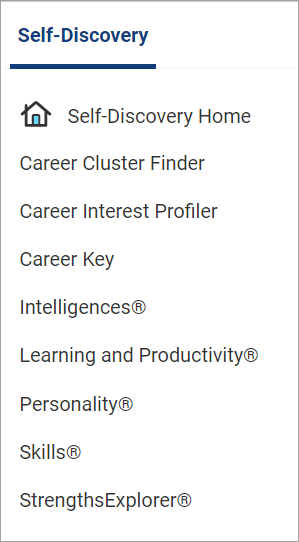 Self-Discovery
Self-Discovery Home
Career Cluster Finder
Career Interest Profiler
Career Key
Intelligences®
Learning and Productivity®
Personality®
Skills®
StrengthsExplorer®